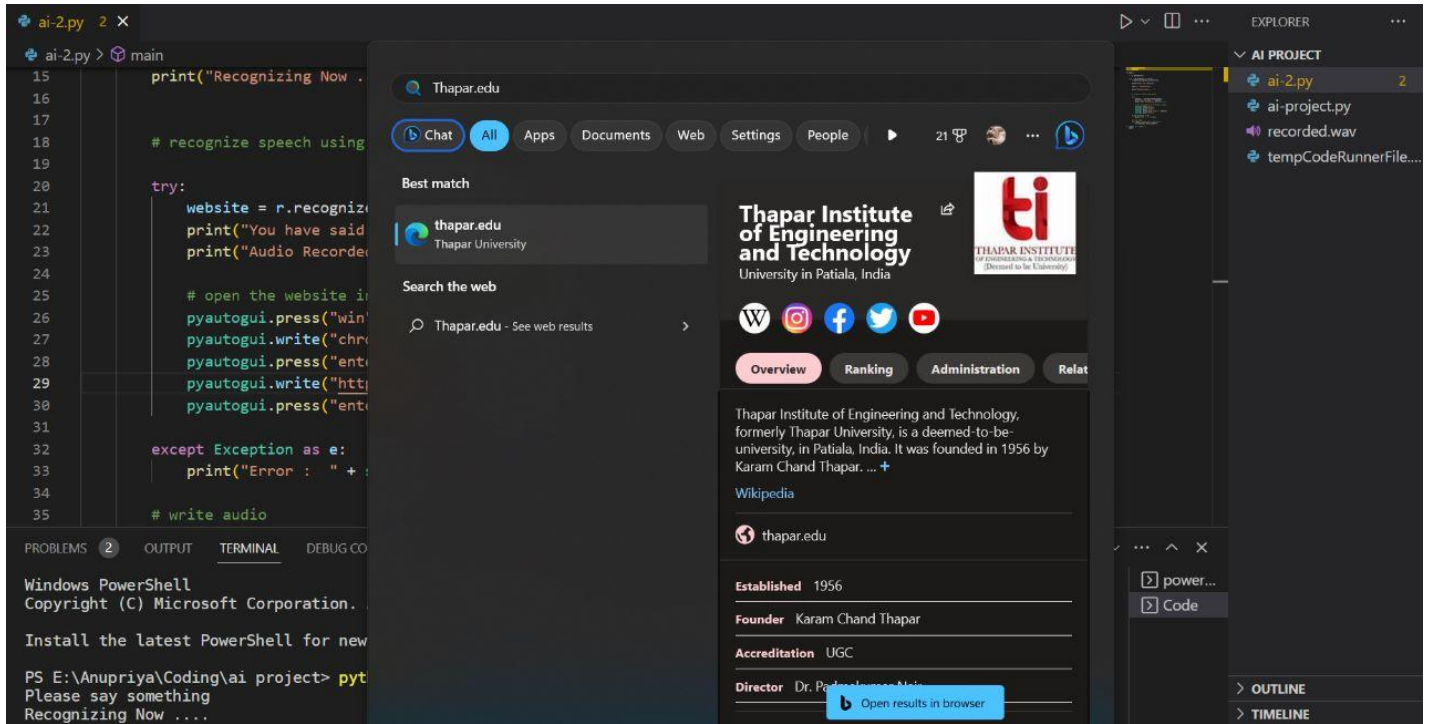 ai-2.py 2
ai-2.py > main
15 print("Recognizing Now .
16
17
18 # recognize speech using
19
20 try:
21 website = r.recogniz
22 print("You have said
23 print("Audio Recorde
24
25 # open the website i
26 pyautogui.press("win"
27 pyautogui.write("chr
28 pyautogui.press("ent
29 pyautogui.write("http
30 pyautogui.press("ent
31
32 except Exception as e:
33 print("Error : " +
34
35 # write audio
Thapar.edu
Chat All Apps Documents Web Settings People 21 ...
Best match
thapar.edu
Thapar University
Search the web
Thapar.edu - See web results
Thapar Institute
of Engineering
and Technology
University in Patiala, India
ti
THAPAR INSTITUTE
OF ENGINEERING & TECHNOLOGY
(Deemed to be University)
W
Overview Ranking Administration Relat
Thapar Institute of Engineering and Technology,
formerly Thapar University, is a deemed-to-be-
university, in Patiala, India. It was founded in 1956 by
Karam Chand Thapar. ... +
Wikipedia
thapar.edu
Established 1956
Founder Karam Chand Thapar
Accreditation UGC
Director Dr.
Open results in browser
EXPLORER ...
AI PROJECT
ai-2.py 2
ai-project.py
recorded.wav
tempCodeRunnerFile....
OUTLINE
TIMELINE
PROBLEMS 2 OUTPUT TERMINAL DEBUG CO
Windows PowerShell
Copyright (C) Microsoft Corporation.
Install the latest PowerShell for new
PS E:\Anupriya\Coding\ai project> pyt
Please say something
Recognizing Now ....
power...
Code